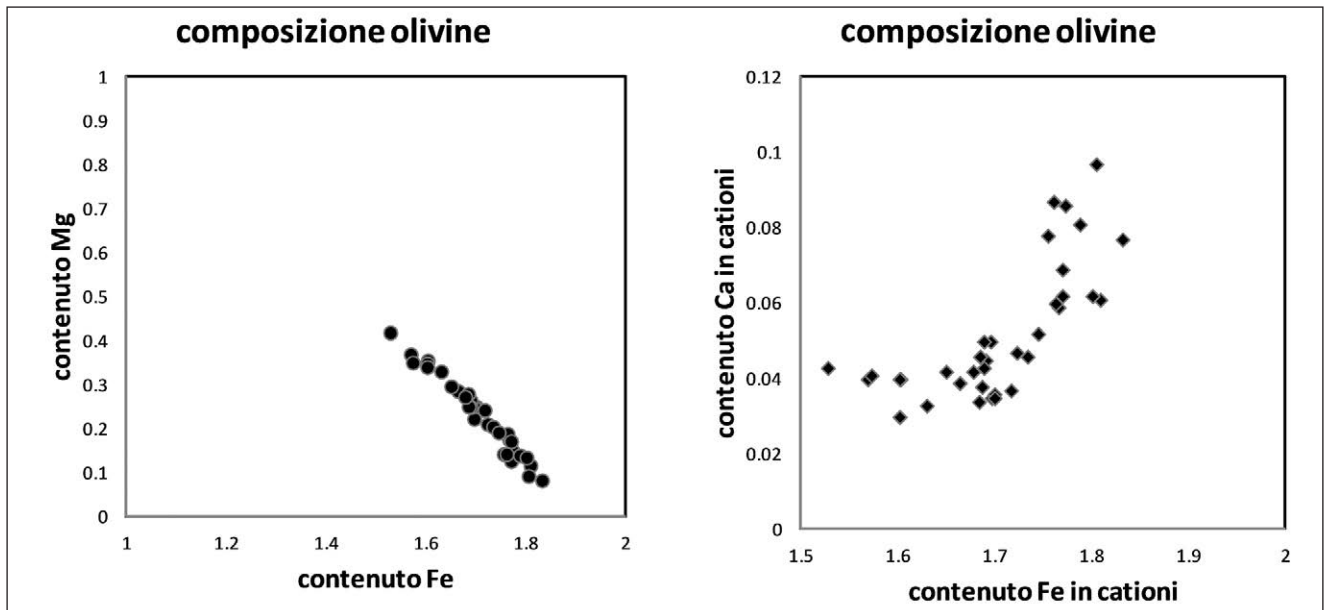 composizione olivine
contenuto Mg
1
0.9
0.8
0.7
0.6
0.5
0.4
0.3
0.2
0.1
0
1 1.2 1.4 1.6 1.8 2
contenuto Fe
composizione olivine
contenuto Ca in cationi
0.12
0.1
0.08
0.06
0.04
0.02
0
1.5 1.6 1.7 1.8 1.9 2
contenuto Fe in cationi